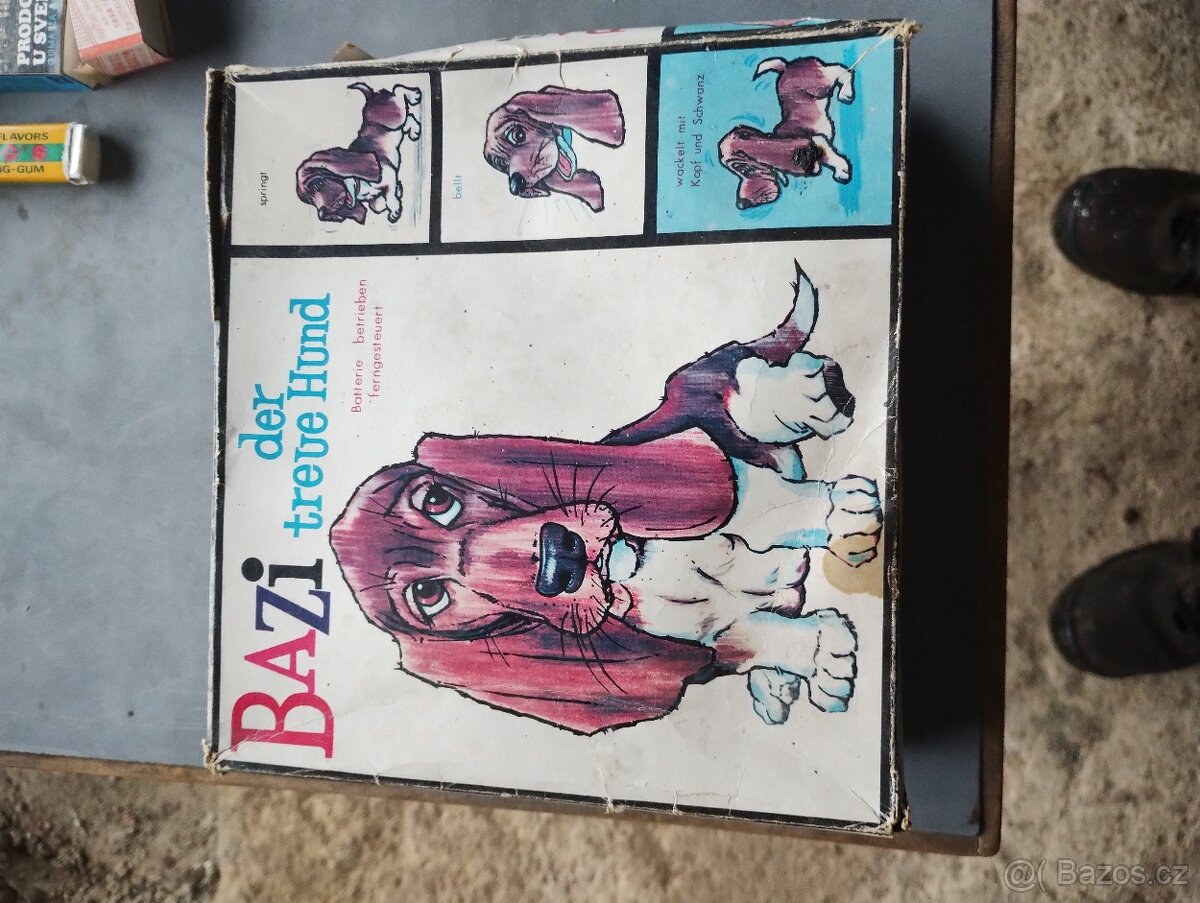 BAZi
der
treue Hund
Batterie betrieben
ferngesteuert
springt
bellt
wackelt mit
Kopf und Schwanz
FLAVORS
NG-GUM
PRODO
U SVE
@( Bazos.cz